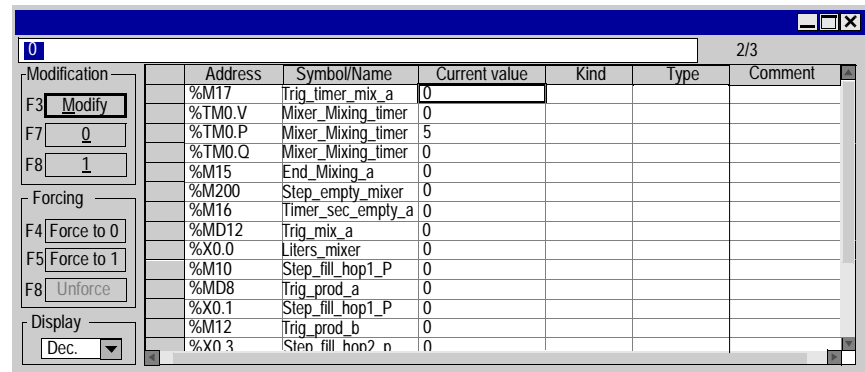 0
2/3
Modification
F3 Modify
F7 0
F8 1
Forcing
F4 Force to 0
F5 Force to 1
F8 Unforce
Display
Dec.
Address Symbol/Name Current value Kind Type Comment
%M17 Trig_timer_mix_a 0
%TM0.V Mixer_Mixing_timer 0
%TM0.P Mixer_Mixing_timer 5
%TM0.Q Mixer_Mixing_timer 0
%M15 End_Mixing_a 0
%M200 Step_empty_mixer 0
%M16 Timer_sec_empty_a 0
%MD12 Trig_mix_a 0
%X0.0 Liters_mixer 0
%M10 Step_fill_hop1_P 0
%MD8 Trig_prod_a 0
%X0.1 Step_fill_hop1_P 0
%M12 Trig_prod_b 0
%X0.3 Step_fill_hop2_p 0